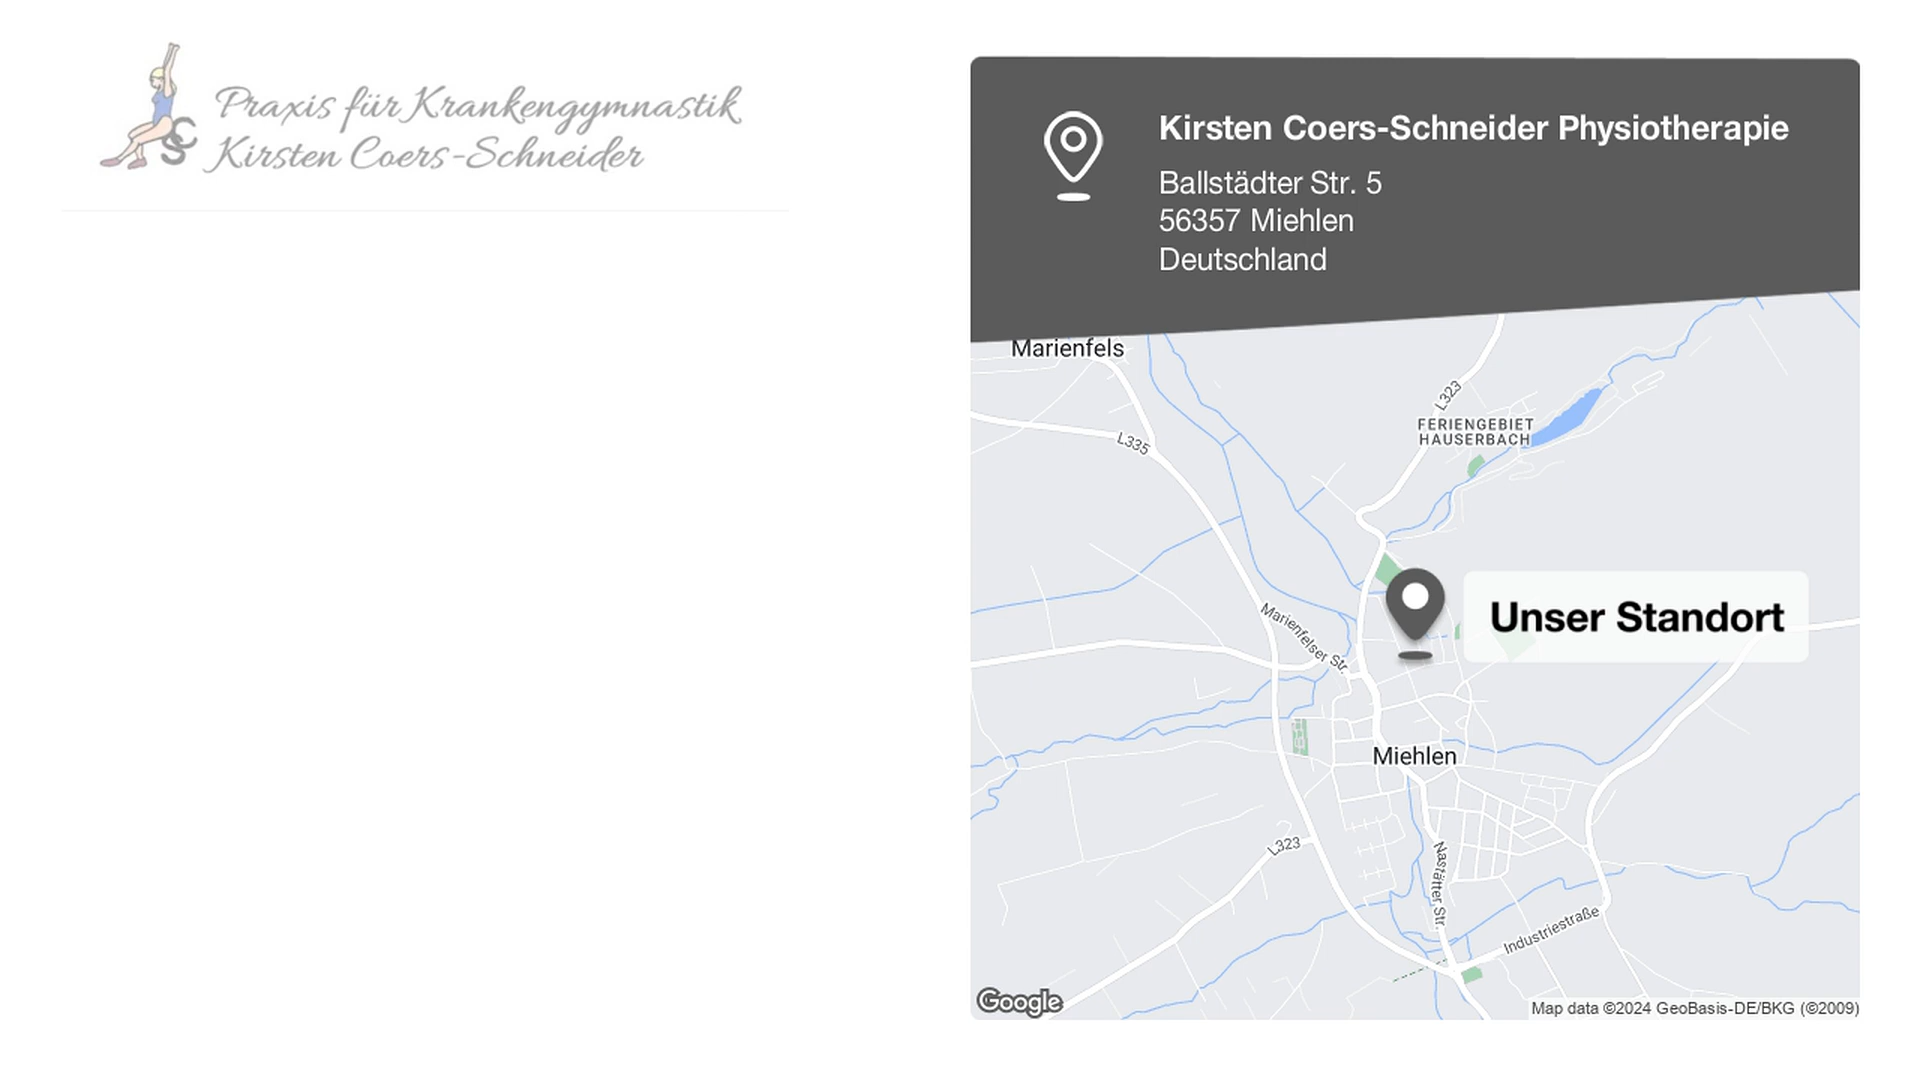 Praxis für Krankengymnastik
Kirsten Coers-Schneider
Kirsten Coers-Schneider Physiotherapie
Ballstädter Str. 5
56357 Miehlen
Deutschland
Marienfels
L323
FERIENGEBIET
HAUSERBACH
L335
Unser Standort
Marienfelser Str.
Miehlen
L323
Nastätter Str.
Industriestraße
Google
Map data ©2024 GeoBasis-DE/BKG (©2009)